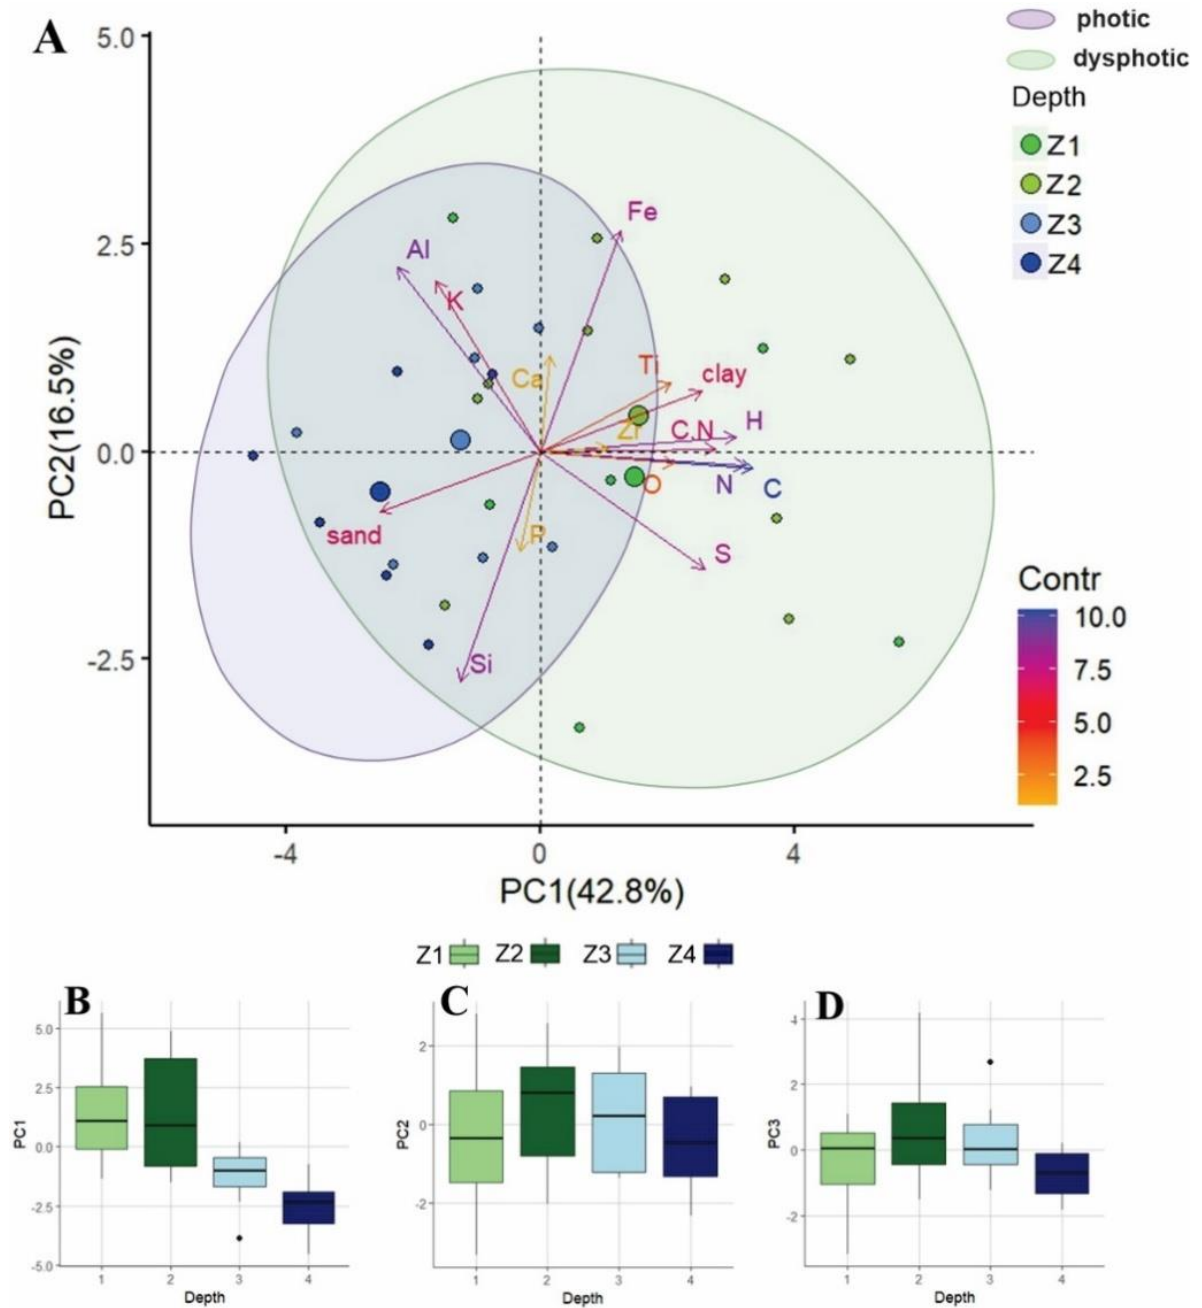 A
photic
dysphotic
Depth
Z1
Z2
Z3
Z4
5.0
2.5
0.0
-2.5
PC2(16.5%)
Fe
Al
K
Ca
Ti
clay
Zr
C.N
H
O
N
C
sand
P
S
Si
Contr
10.0
7.5
5.0
2.5
-4
0
4
PC1(42.8%)
Z1 Z2 Z3 Z4
B
5.0
2.5
0.0
-2.5
-5.0
PC1
1 2 3 4
Depth
C
2
0
-2
PC2
1 2 3 4
Depth
D
4
2
0
-2
PC3
1 2 3 4
Depth